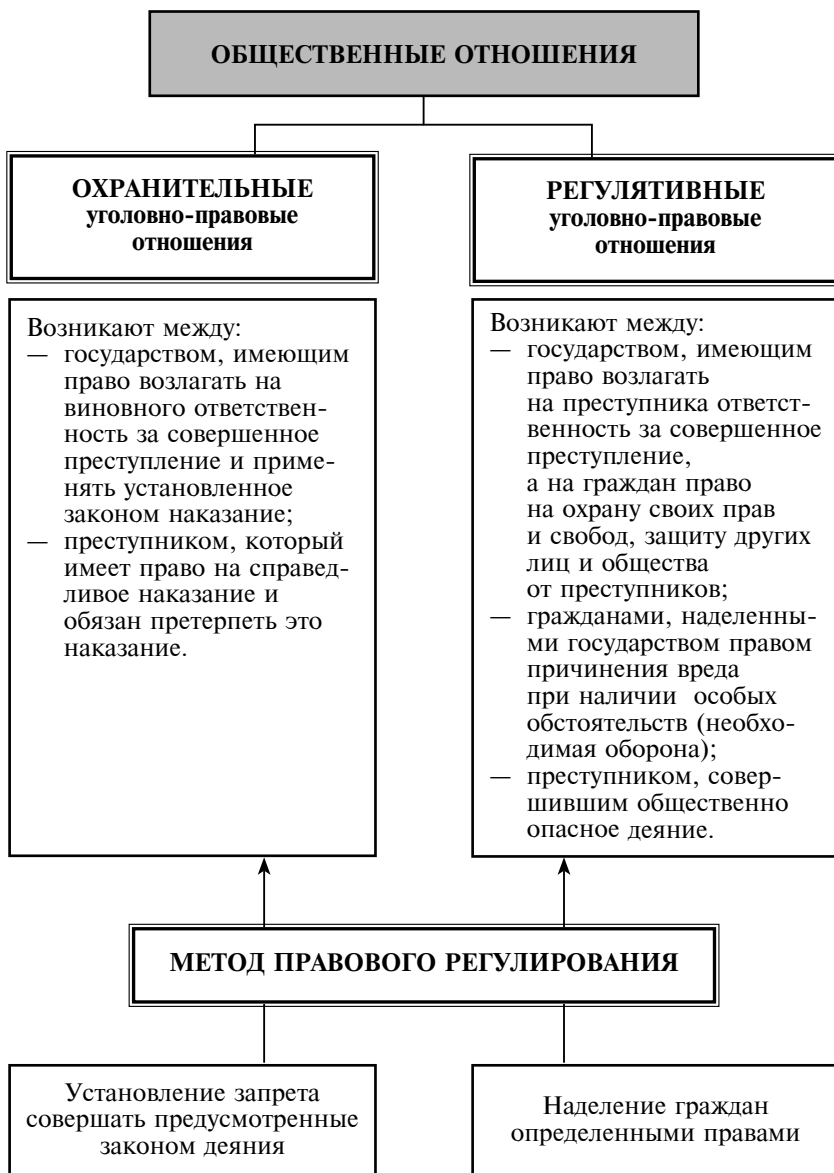 ОБЩЕСТВЕННЫЕ ОТНОШЕНИЯ
ОХРАНИТЕЛЬНЫЕ
уголовно-правовые
отношения
РЕГУЛЯТИВНЫЕ
уголовно-правовые
отношения
Возникают между:
— государством, имеющим
право возлагать на
виновного ответствен-
ность за совершенное
преступление и приме-
нять установленное
законом наказание;
— преступником, который
имеет право на справед-
ливое наказание и
обязан претерпеть это
наказание.
Возникают между:
— государством, имеющим
право возлагать
на преступника ответст-
венность за совершенное
преступление,
а на граждан право
на охрану своих прав
и свобод, защиту других
лиц и общества
от преступников;
— гражданами, наделенны-
ми государством правом
причинения вреда
при наличии особых
обстоятельств (необхо-
димая оборона);
— преступником, совер-
шившим общественно
опасное деяние.
МЕТОД ПРАВОВОГО РЕГУЛИРОВАНИЯ
Установление запрета
совершать предусмотренные
законом деяния
Наделение граждан
определенными правами